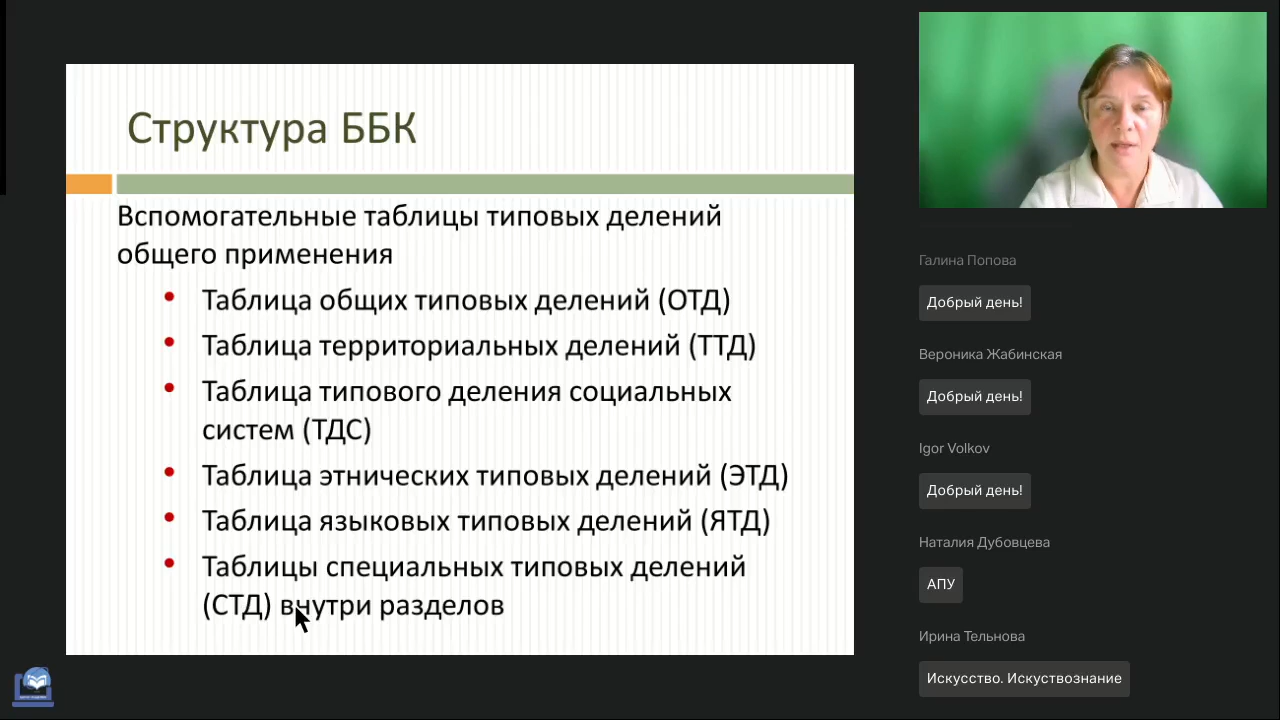 Структура ББК
Вспомогательные таблицы типовых делений
общего применения
Таблица общих типовых делений (ОТД)
Таблица территориальных делений (ТТД)
Таблица типового деления социальных
систем (ТДС)
Таблица этнических типовых делений (ЭТД)
Таблица языковых типовых делений (ЯТД)
Таблицы специальных типовых делений
(СТД) внутри разделов
Галина Попова
Добрый день!
Вероника Жабинская
Добрый день!
Igor Volkov
Добрый день!
Наталия Дубовцева
АПУ
Ирина Тельнова
Искусство. Искуствознание